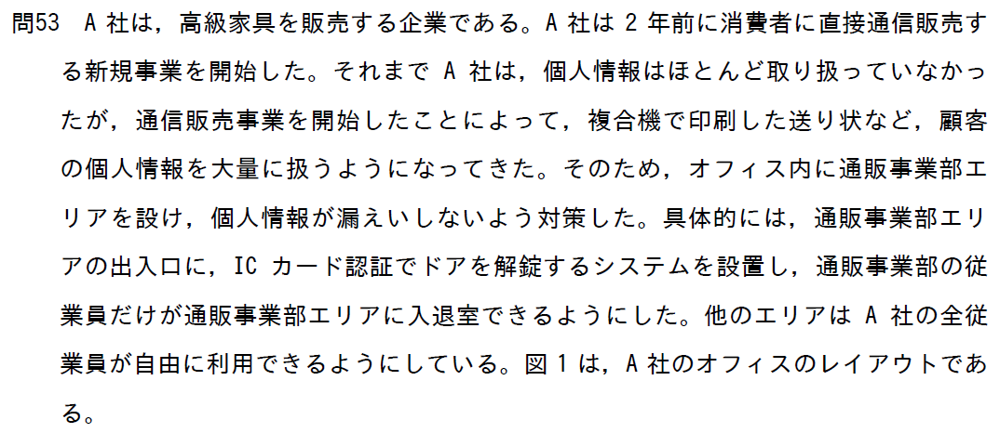 問53　A 社は，高級家具を販売する企業である。A 社は 2 年前に消費者に直接通信販売す
る新規事業を開始した。それまで A 社は，個人情報はほとんど取り扱っていなかっ
たが，通信販売事業を開始したことによって，複合機で印刷した送り状など，顧客
の個人情報を大量に扱うようになってきた。そのため，オフィス内に通販事業部エ
リアを設け，個人情報が漏えいしないよう対策した。具体的には，通販事業部エリ
アの出入口に，IC カード認証でドアを解錠するシステムを設置し，通販事業部の従
業員だけが通販事業部エリアに入退室できるようにした。他のエリアは A 社の全従
業員が自由に利用できるようにしている。図 1 は，A 社のオフィスのレイアウトであ
る。